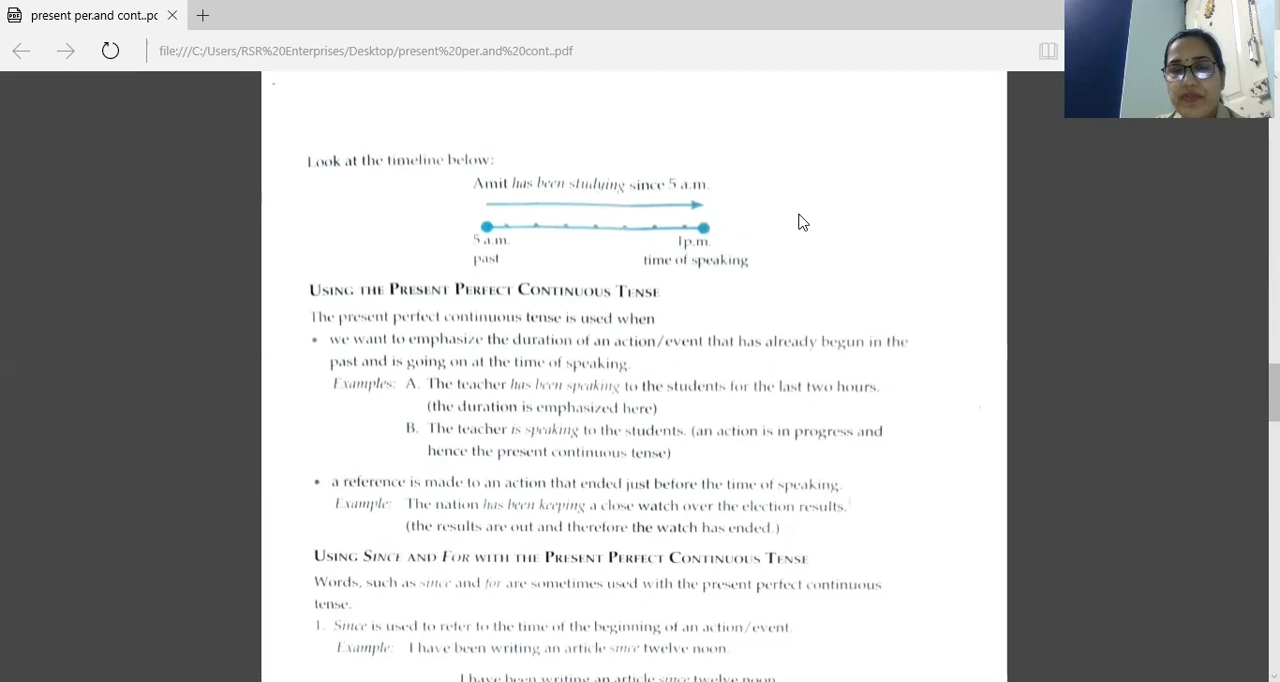 present per.and cont..pc
file:///C:/Users/RSR%20Enterprises/Desktop/present%20per.and%20cont..pdf
Look at the timeline below:
Amit has been studying since 5 a.m.
5 a.m. 1p.m.
past time of speaking
USING THE PRESENT PERFECT CONTINUOUS TENSE
The present perfect continuous tense is used when
• we want to emphasize the duration of an action/event that has already begun in the
past and is going on at the time of speaking.
Examples: A. The teacher has been speaking to the students for the last two hours.
(the duration is emphasized here)
B. The teacher is speaking to the students. (an action is in progress and
hence the present continuous tense)
• a reference is made to an action that ended just before the time of speaking.
Example: The nation has been keeping a close watch over the election results.
(the results are out and therefore the watch has ended.)
USING SINCE AND FOR WITH THE PRESENT PERFECT CONTINUOUS TENSE
Words, such as since and for are sometimes used with the present perfect continuous
tense.
1. Since is used to refer to the time of the beginning of an action/event.
Example: I have been writing an article since twelve noon.
I have been writing an article since twelve noon